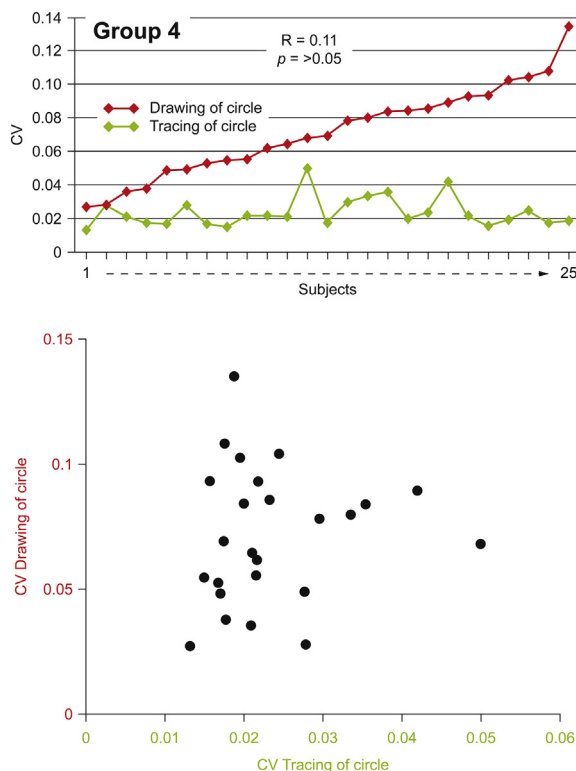 0.14
Group 4
R = 0.11
p = >0.05
0.12
0.10
Drawing of circle
Tracing of circle
0.08
CV
0.06
0.04
0.02
0
1
25
Subjects
0.15
0.1
CV Drawing of circle
0.05
0
0
0.01
0.02
0.03
0.04
0.05
0.06
CV Tracing of circle